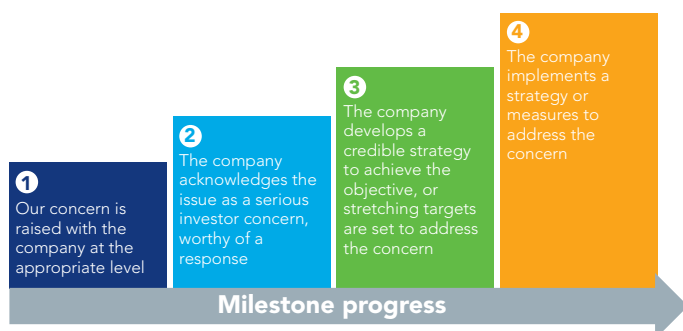 1
Our concern is
raised with the
company at the
appropriate level
2
The company
acknowledges the
issue as a serious
investor concern,
worthy of a
response
3
The company
develops a
credible strategy
to achieve the
objective, or
stretching targets
are set to address
the concern
4
The company
implements a
strategy or
measures to
address the
concern
Milestone progress